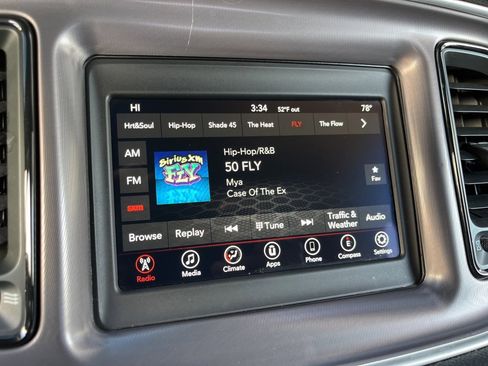 HI 3:34 52°F out 78°
Hrt&Soul Hip-Hop Shade 45 The Heat FLY The Flow
AM
FM
SXM
SiriusXM
FLY
Hip-Hop/R&B
50 FLY
Mya
Case Of The Ex
Fav
Browse Replay Tune Traffic & Weather Audio
Radio Media Climate Apps Phone E Compass Settings